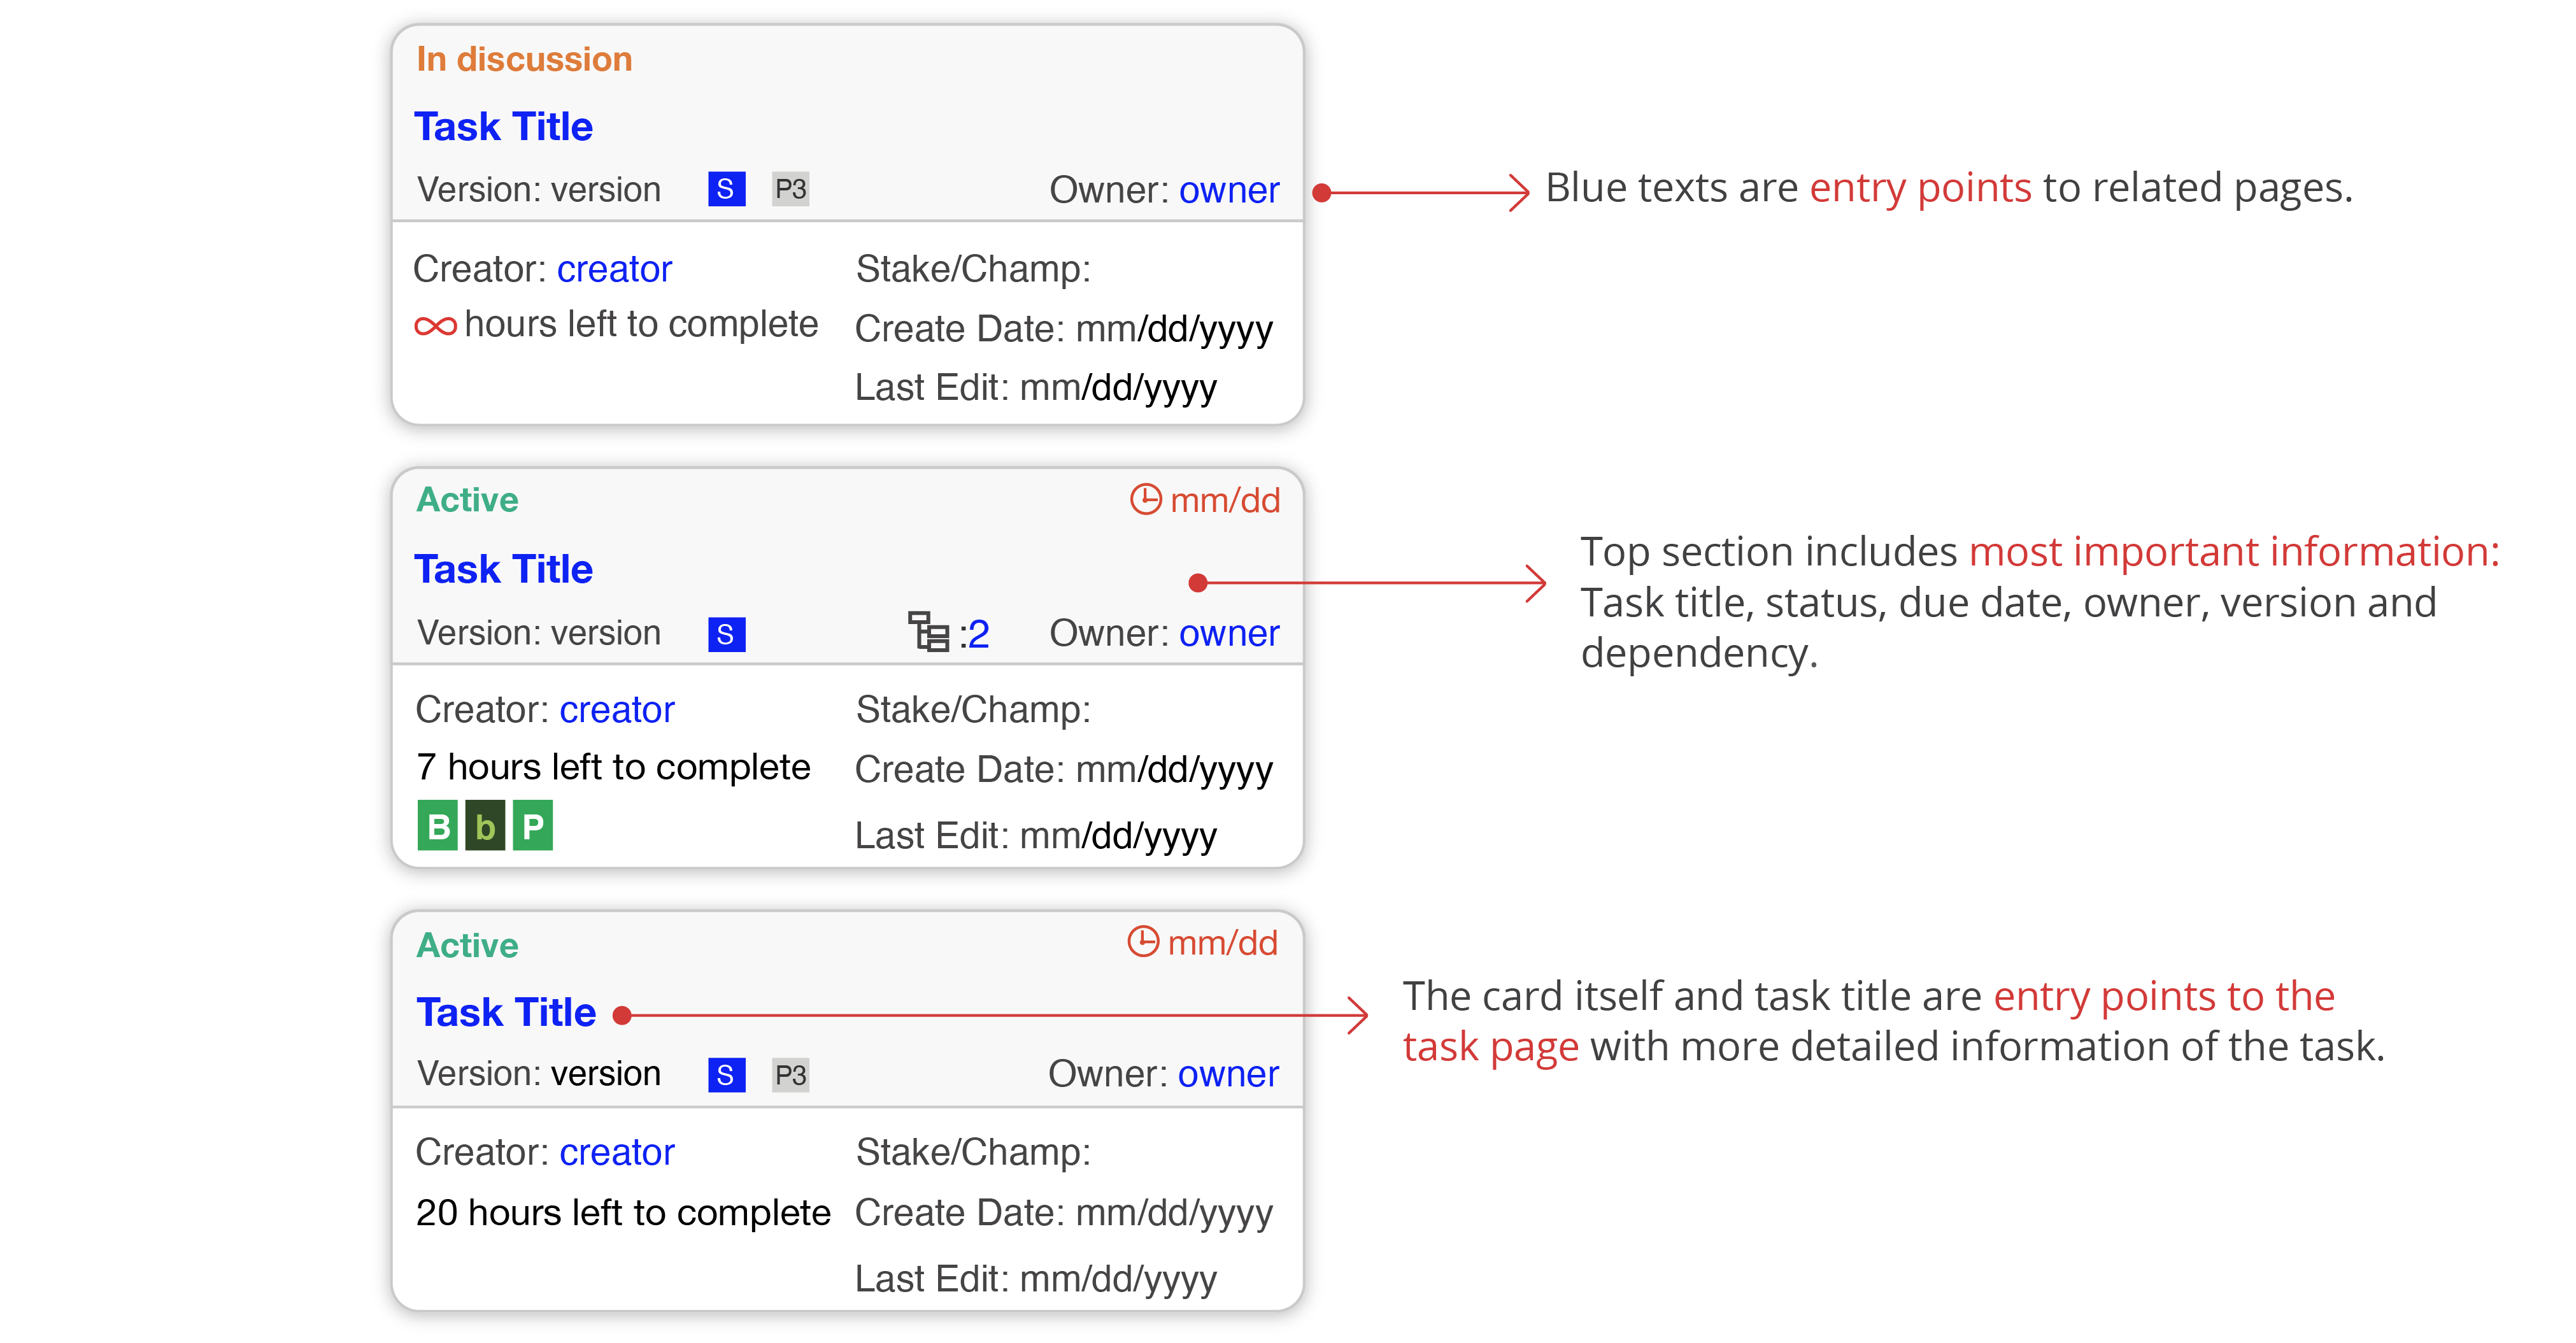 In discussion
Task Title
Version: version S P3 Owner: owner
Creator: creator Stake/Champ:
∞ hours left to complete Create Date: mm/dd/yyyy
Last Edit: mm/dd/yyyy
Blue texts are entry points to related pages.
Active mm/dd
Task Title
Version: version S :2 Owner: owner
Creator: creator Stake/Champ:
7 hours left to complete Create Date: mm/dd/yyyy
B b P Last Edit: mm/dd/yyyy
Top section includes most important information:
Task title, status, due date, owner, version and
dependency.
Active mm/dd
Task Title
Version: version S P3 Owner: owner
Creator: creator Stake/Champ:
20 hours left to complete Create Date: mm/dd/yyyy
Last Edit: mm/dd/yyyy
The card itself and task title are entry points to the
task page with more detailed information of the task.